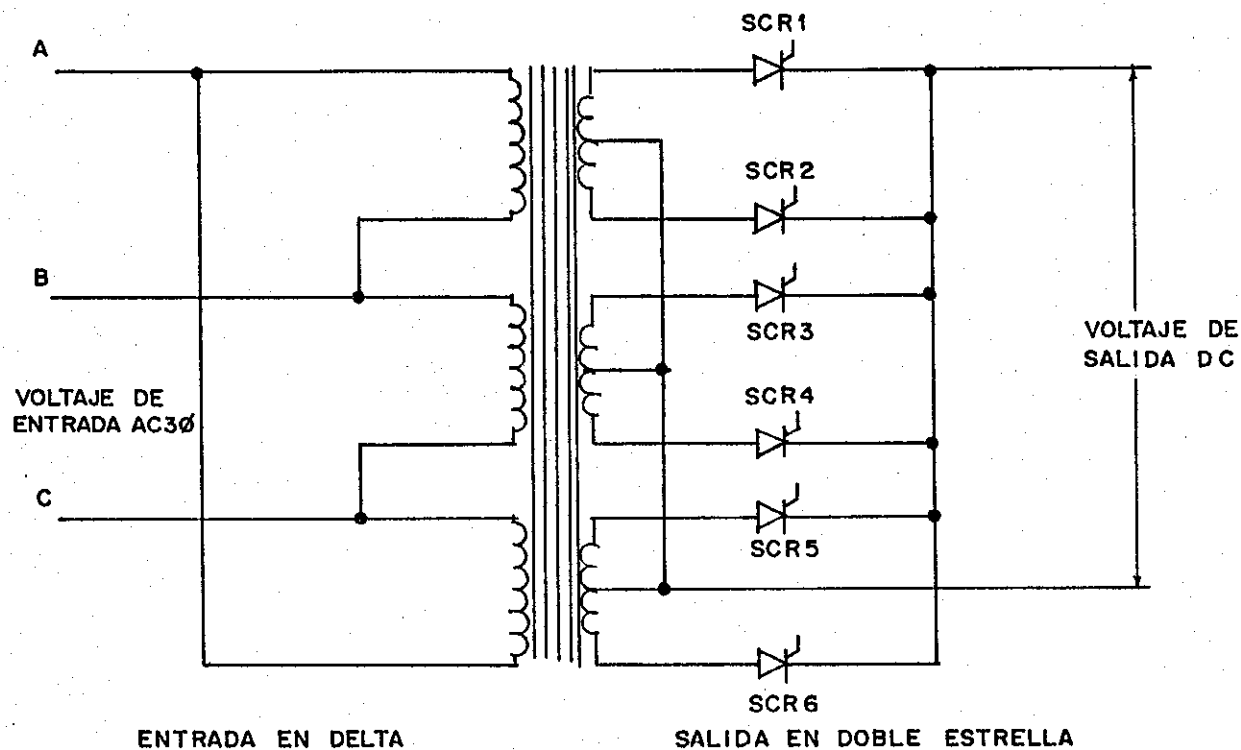 A
SCR1
SCR2
B
SCR3
VOLTAJE DE
SALIDA DC
VOLTAJE DE
ENTRADA AC3Ø
SCR4
C
SCR5
SCR6
ENTRADA EN DELTA
SALIDA EN DOBLE ESTRELLA